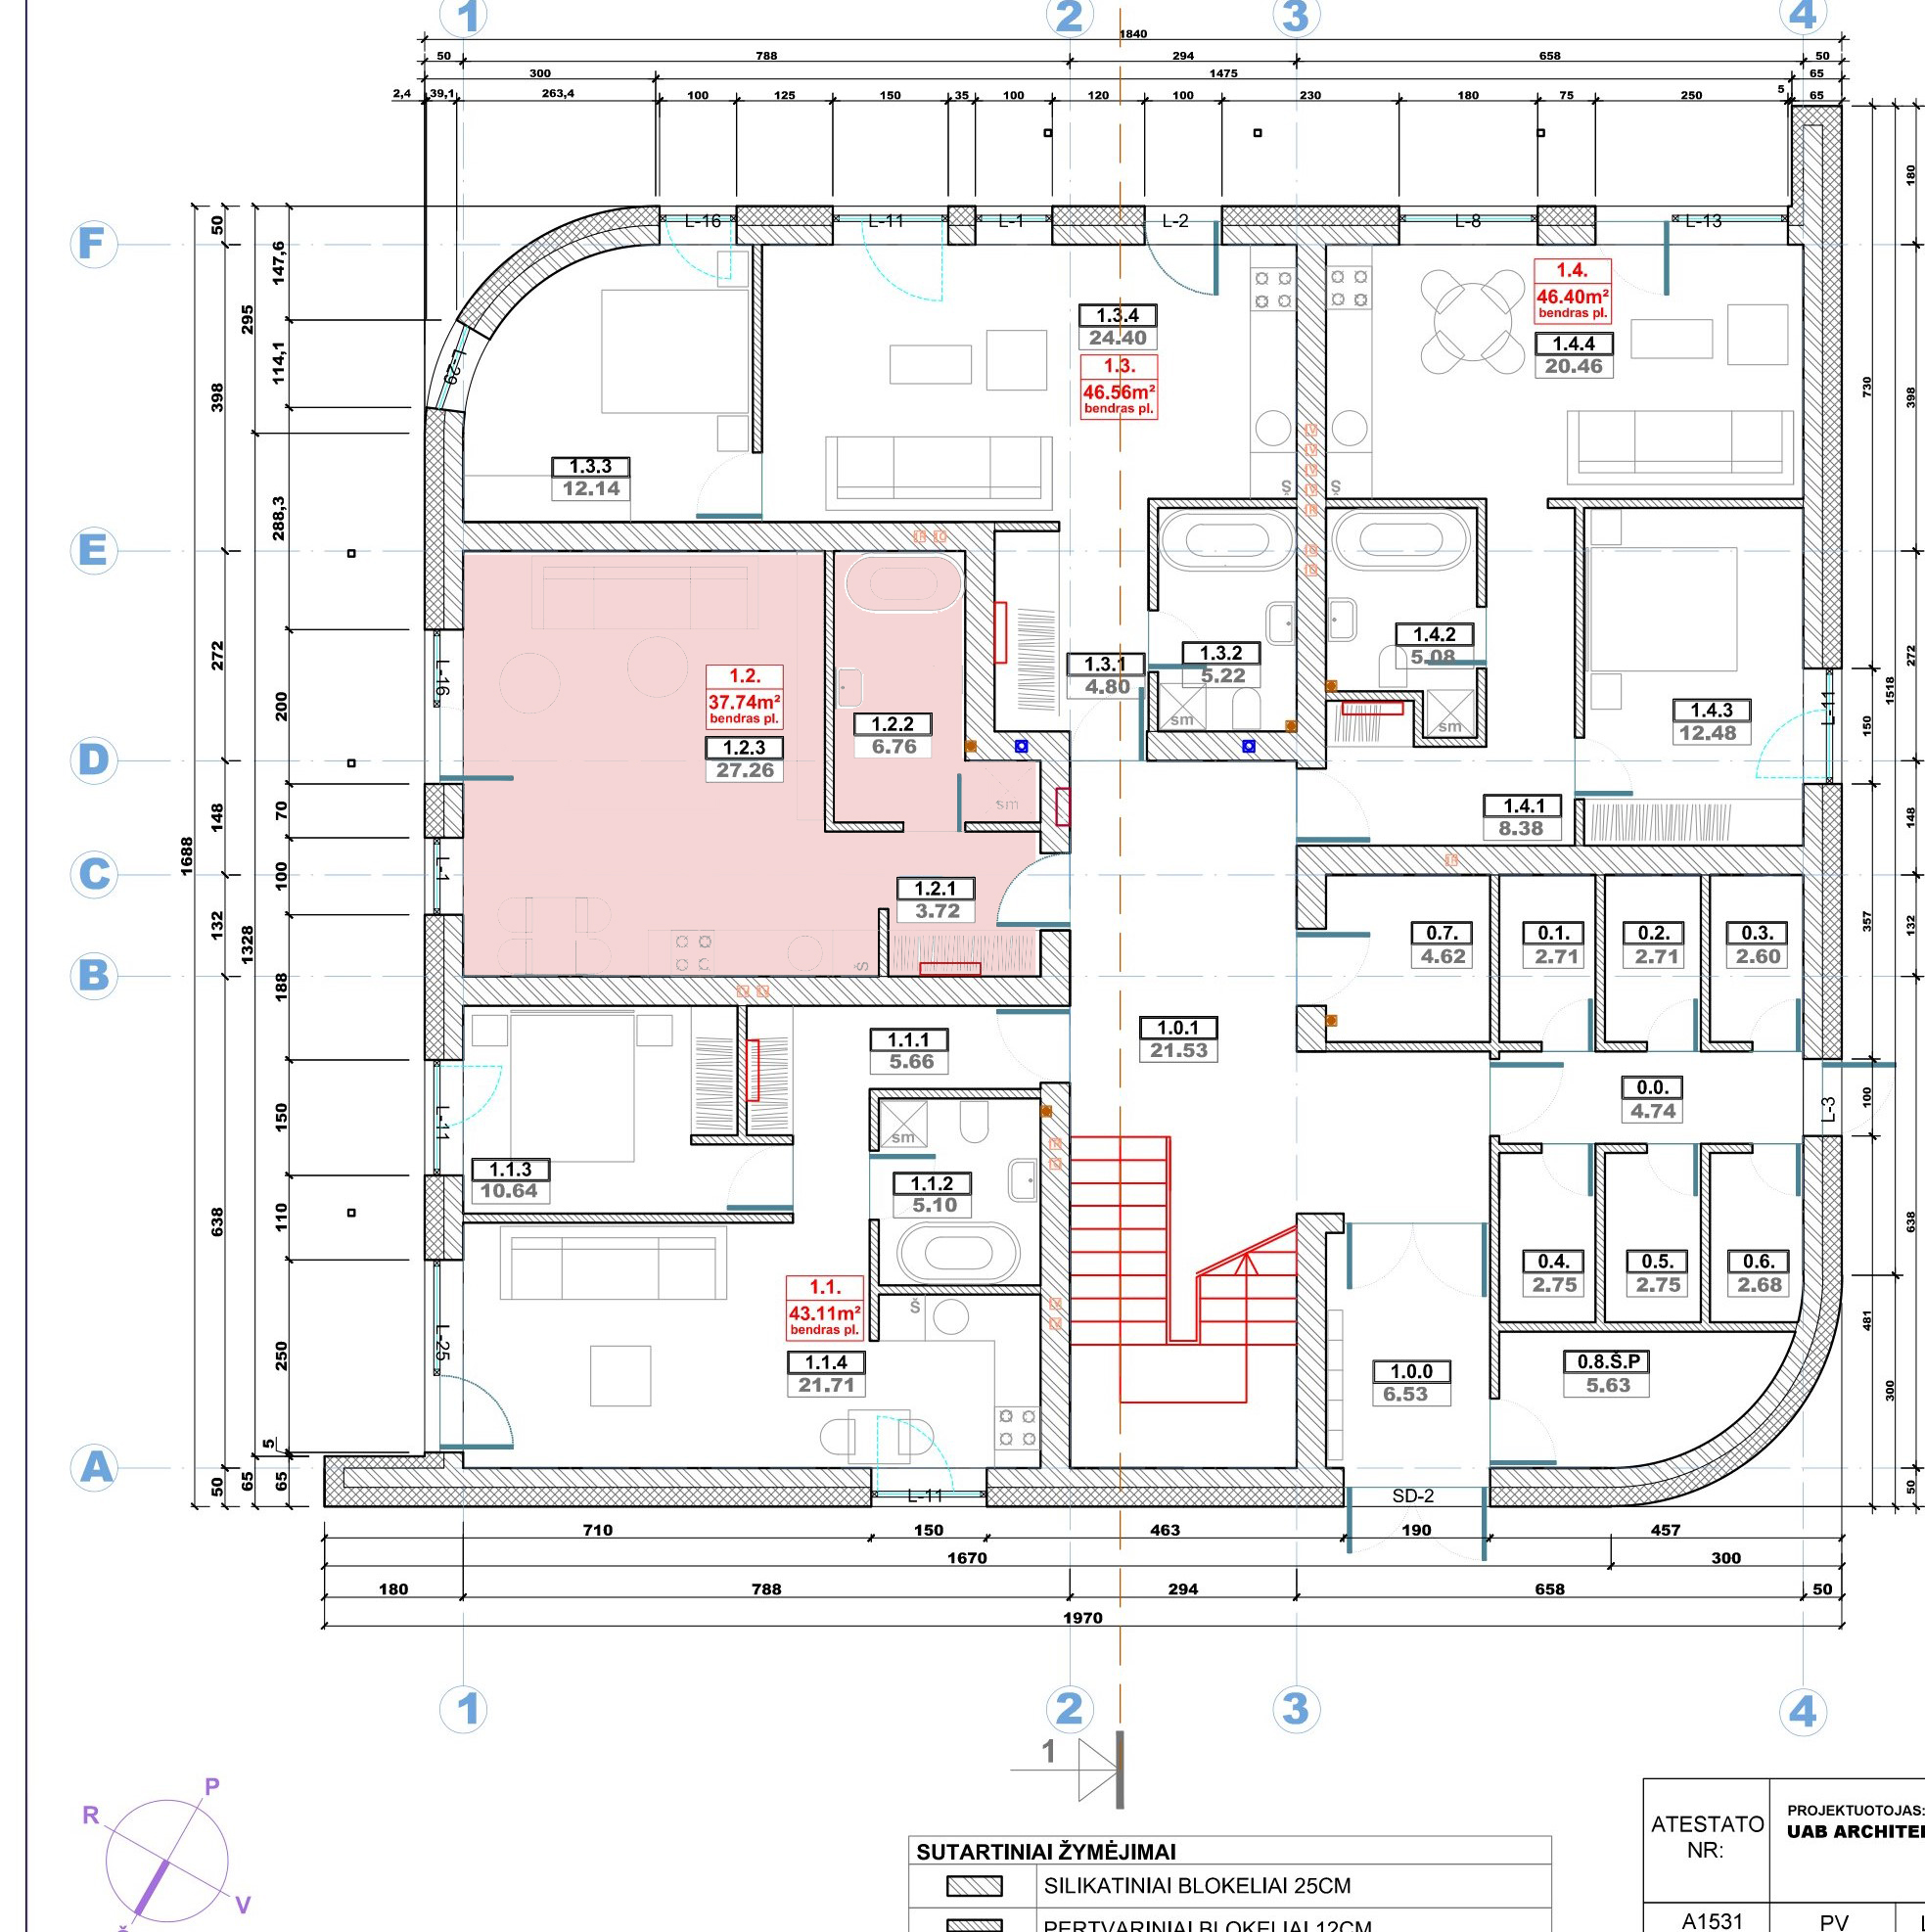 1 2 3 4
1840
50 788 294 658 50
300 1475 65
2,4 39,1 263,4 100 125 150 35 100 120 100 230 180 75 250 5 65
L-16 L-11 L-1 L-2 L-8 L-13
F
E
D
C
B
A
50 398 272 148 132 638 50
1688
295 1328 65
147,6 114,1 288,3 200 70 100 188 150 110 250 5 65
L-29
L-16
L-1
L-11
L-25
1.3.4
24.40
1.3.
46.56m²
bendras pl.
1.4.
46.40m²
bendras pl.
1.4.4
20.46
1.3.3
12.14
Š Š
1.2.
37.74m²
bendras pl.
1.2.3
27.26
1.2.2
6.76
sm
1.3.1
4.80
1.3.2
5.22
sm
1.4.2
5.08
sm
1.4.3
12.48
L-11
1.4.1
8.38
1.2.1
3.72
Š
0.7.
4.62
0.1.
2.71
0.2.
2.71
0.3.
2.60
1.0.1
21.53
1.1.1
5.66
0.0.
4.74
L-3
sm
1.1.2
5.10
1.1.3
10.64
0.4.
2.75
0.5.
2.75
0.6.
2.68
1.1.
43.11m²
bendras pl.
1.1.4
21.71
Š
1.0.0
6.53
0.8.Š.P
5.63
L-11 SD-2
730 150 357 100 481
1518 300
180 398 272 148 132 638 50
710 150 463 190 457
1670 300
180 788 294 658 50
1970
1 2 3 4
1
P
R
V
SUTARTINIAI ŽYMĖJIMAI
SILIKATINIAI BLOKELIAI 25CM
PERTVARINIAI BLOKELIAI 12CM
ATESTATO
NR:
PROJEKTUOTOJAS:
UAB ARCHITE
A1531 PV